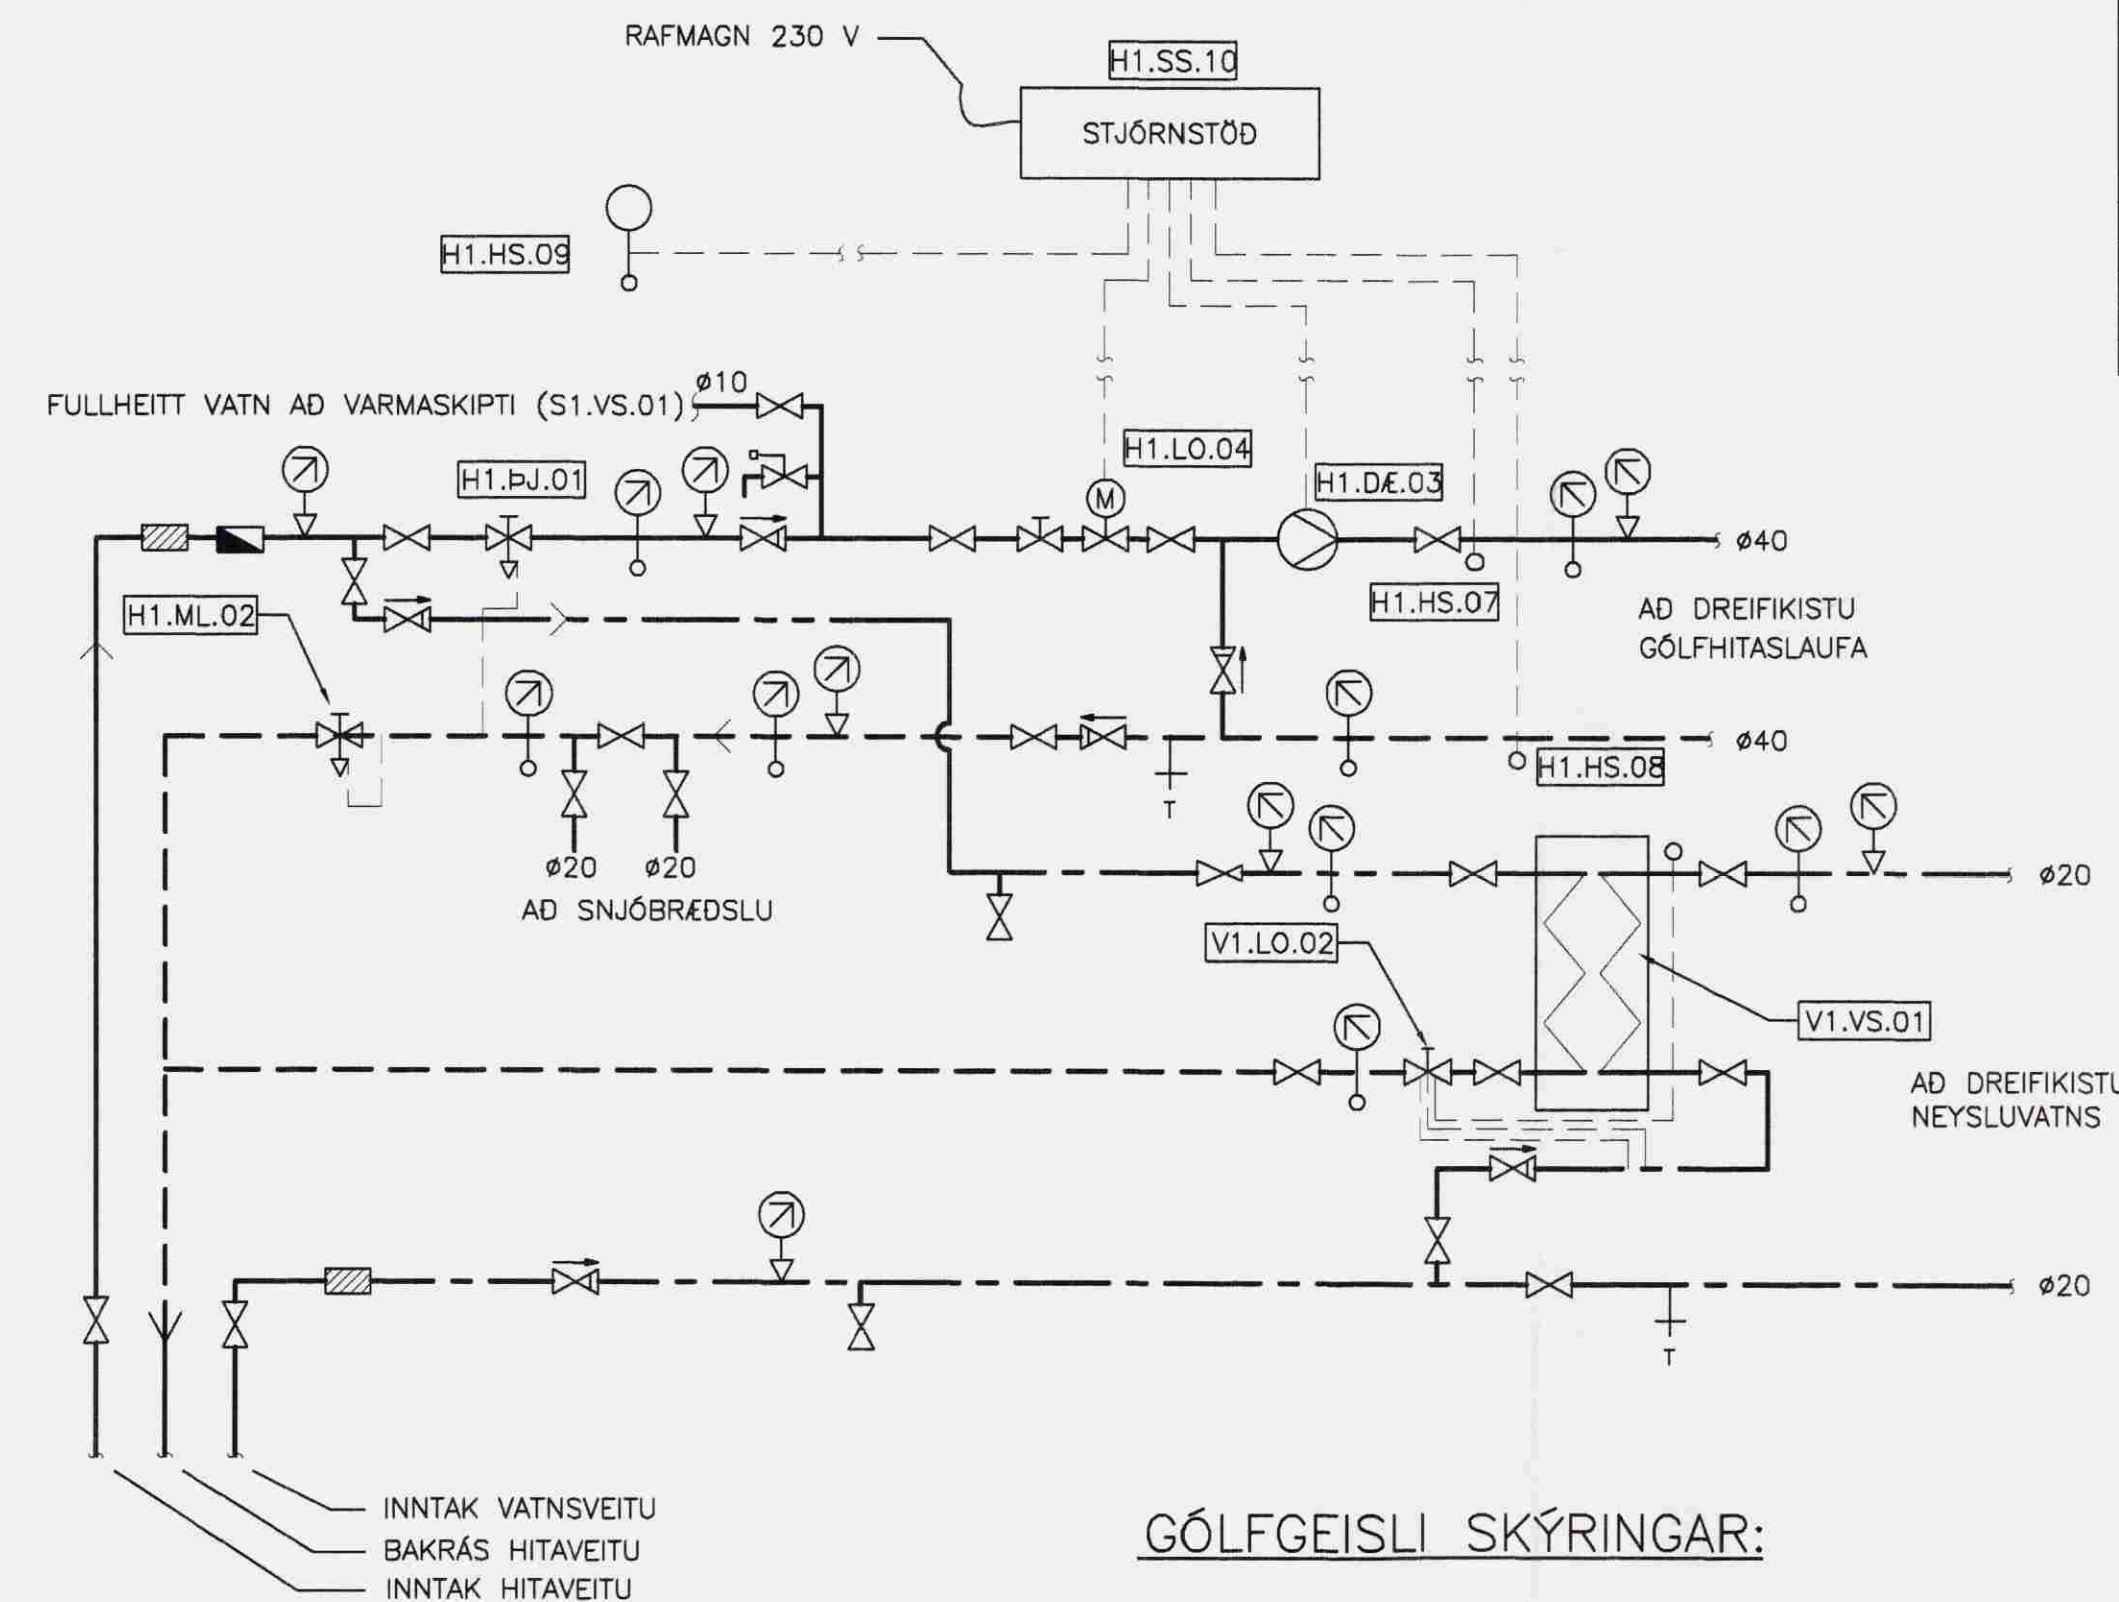 RAFMAGN 230 V
H1.SS.10
STJÓRNSTÖÐ
H1.HS.09
FULLHEITT VATN AÐ VARMASKIPTI (S1.VS.01)
ø10
H1.ÞJ.01
H1.LO.04
M
H1.DÆ.03
ø40
H1.HS.07
AÐ DREIFIKISTU
GÓLFHITASLAUFA
H1.ML.02
ø40
H1.HS.08
T
ø20 ø20
AÐ SNJÓBRÆÐSLU
ø20
V1.LO.02
V1.VS.01
AÐ DREIFIKISTU
NEYSLUVATNS
ø20
T
INNTAK VATNSVEITU
BAKRÁS HITAVEITU
INNTAK HITAVEITU
GÓLFGEISLI SKÝRINGAR: